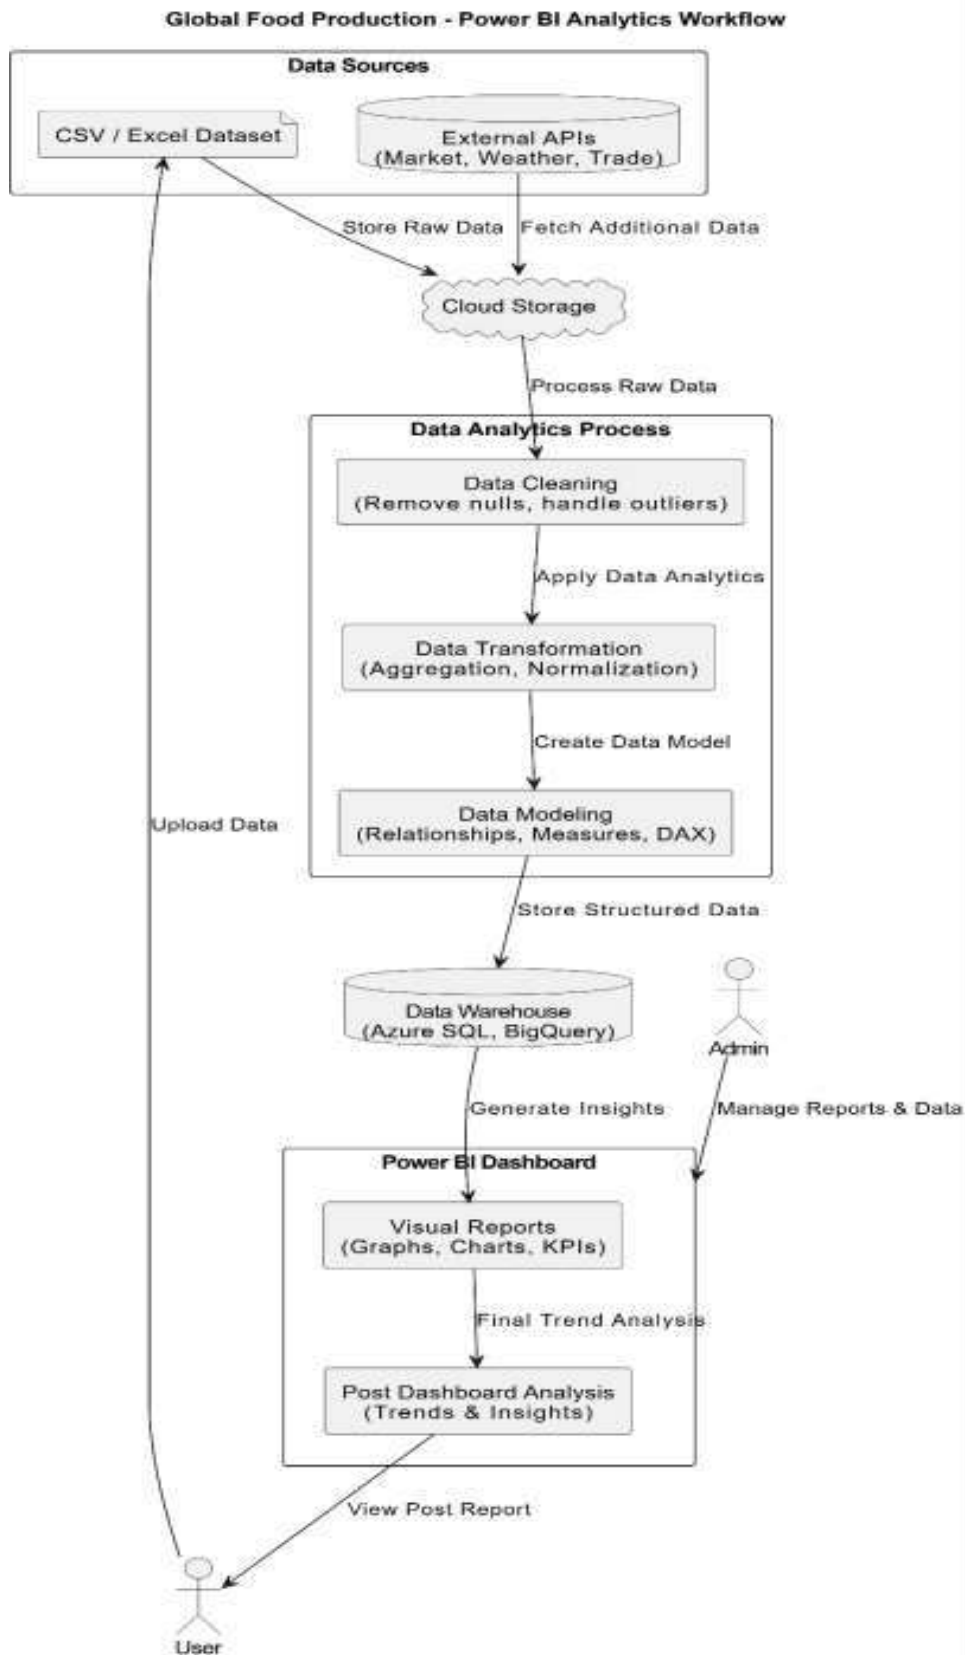 Global Food Production - Power BI Analytics Workflow
Data Sources
CSV / Excel Dataset
External APIs
(Market, Weather, Trade)
Store Raw Data
Fetch Additional Data
Cloud Storage
Process Raw Data
Data Analytics Process
Data Cleaning
(Remove nulls, handle outliers)
Apply Data Analytics
Data Transformation
(Aggregation, Normalization)
Create Data Model
Data Modeling
(Relationships, Measures, DAX)
Upload Data
Store Structured Data
Data Warehouse
(Azure SQL, BigQuery)
Admin
Generate Insights
Manage Reports & Data
Power BI Dashboard
Visual Reports
(Graphs, Charts, KPIs)
Final Trend Analysis
Post Dashboard Analysis
(Trends & Insights)
View Post Report
User